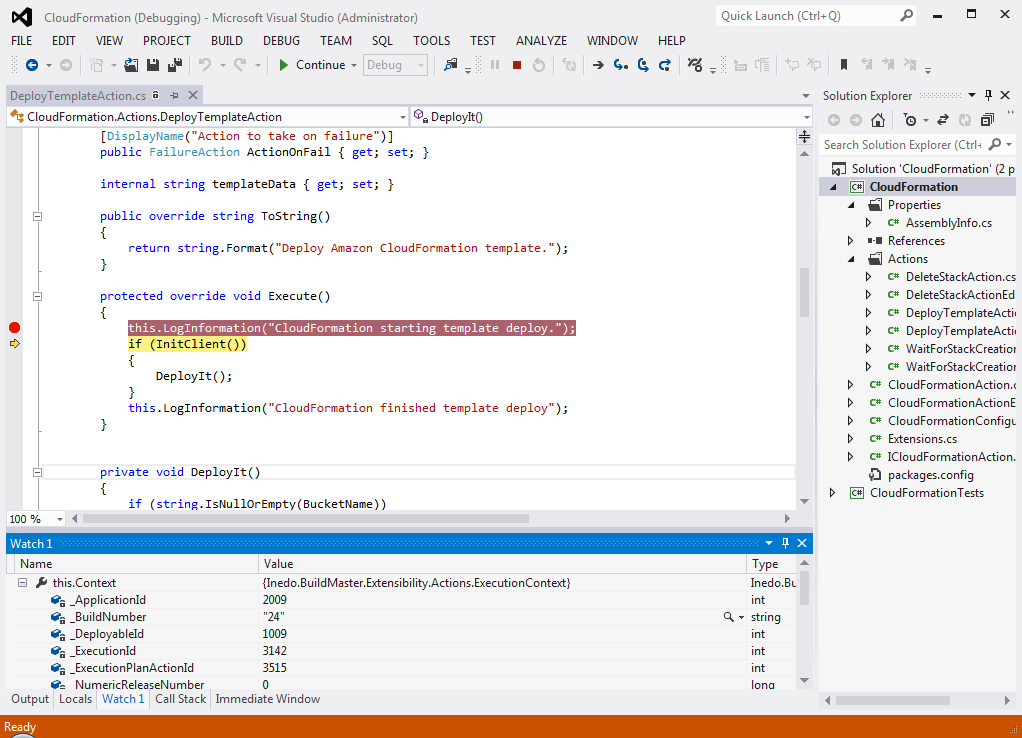 CloudFormation (Debugging) - Microsoft Visual Studio (Administrator)
Quick Launch (Ctrl+Q)
FILE EDIT VIEW PROJECT BUILD DEBUG TEAM SQL TOOLS TEST ANALYZE WINDOW HELP
Continue Debug
DeployTemplateAction.cs
CloudFormation.Actions.DeployTemplateAction DeployIt()
[DisplayName("Action to take on failure")]
public FailureAction ActionOnFail { get; set; }
internal string templateData { get; set; }
public override string ToString()
{
return string.Format("Deploy Amazon CloudFormation template.");
}
protected override void Execute()
{
this.LogInformation("CloudFormation starting template deploy.");
if (InitClient())
{
DeployIt();
}
this.LogInformation("CloudFormation finished template deploy");
}
private void DeployIt()
{
if (string.IsNullOrEmpty(BucketName))
100 %
Solution Explorer
Search Solution Explorer (Ctrl+
Solution 'CloudFormation' (2 p
C# CloudFormation
Properties
C# AssemblyInfo.cs
References
Actions
C# DeleteStackAction.cs
C# DeleteStackActionEd
C# DeployTemplateActi
C# DeployTemplateActi
C# WaitForStackCreation
C# WaitForStackCreation
C# CloudFormationAction.c
C# CloudFormationActionE
C# CloudFormationConfigu
C# Extensions.cs
C# ICloudFormationAction.
packages.config
C# CloudFormationTests
Watch 1
Name Value Type
this.Context {Inedo.BuildMaster.Extensibility.Actions.ExecutionContext} Inedo.Bu
_ApplicationId 2009 int
_BuildNumber "24" string
_DeployableId 1009 int
_ExecutionId 3142 int
_ExecutionPlanActionId 3515 int
_NumericReleaseNumber 0 long
Output Locals Watch 1 Call Stack Immediate Window
Ready